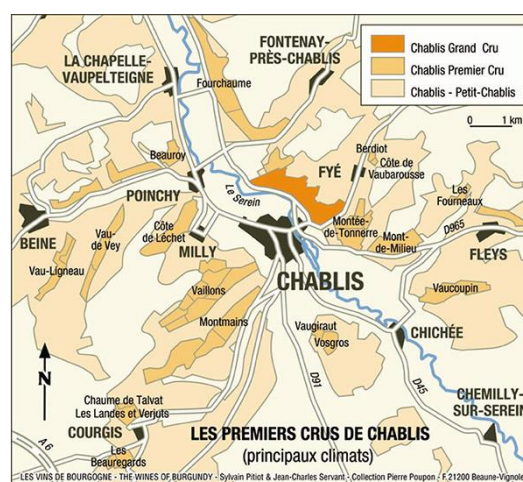 Chablis Grand Cru
Chablis Premier Cru
Chablis - Petit-Chablis
0 1 km
LA CHAPELLE-
VAUPELTEIGNE
FONTENAY-
PRÈS-CHABLIS
Fourchaume
Beauroy
POINCHY
Le Serein
FYÉ
Berdiot
Côte de
Vaubarousse
Les
Fourneaux
BEINE
Vau-
de Vey
Côte
de Léchet
MILLY
Montée-
de-Tonnerre
Mont-
de-Milieu
D965
FLEYS
Vau-Ligneau
CHABLIS
Vaillons
Vaucoupin
Montmains
Vaugiraut
Vosgros
CHICHÉE
N
D91
D45
CHEMILLY-
SUR-SEREIN
Chaume de Talvat
Les Landes et Verjuts
COURGIS
A 6
Les
Beauregards
LES PREMIERS CRUS DE CHABLIS
(principaux climats)
LES VINS DE BOURGOGNE - THE WINES OF BURGUNDY - Sylvain Pitiot & Jean-Charles Servant - Collection Pierre Poupon - F.21200 Beaune-Vignoles